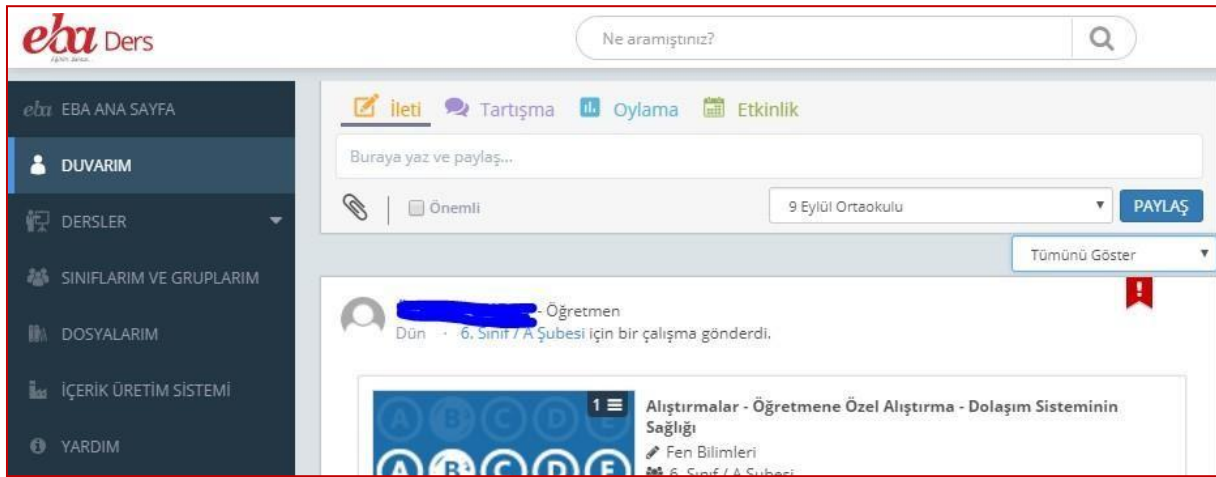 eba Ders
Ne aramıştınız?
eba EBA ANA SAYFA
DUVARIM
DERSLER
SINIFLARIM VE GRUPLARIM
DOSYALARIM
İÇERİK ÜRETİM SİSTEMİ
YARDIM
İleti Tartışma Oylama Etkinlik
Buraya yaz ve paylaş...
Önemli 9 Eylül Ortaokulu PAYLAŞ
Tümünü Göster
- Öğretmen
Dün · 6. Sınıf / A Şubesi için bir çalışma gönderdi.
A B C D E
1
A B C D E
Alıştırmalar - Öğretmene Özel Alıştırma - Dolaşım Sisteminin
Sağlığı
Fen Bilimleri
6. Sınıf / A Şubesi